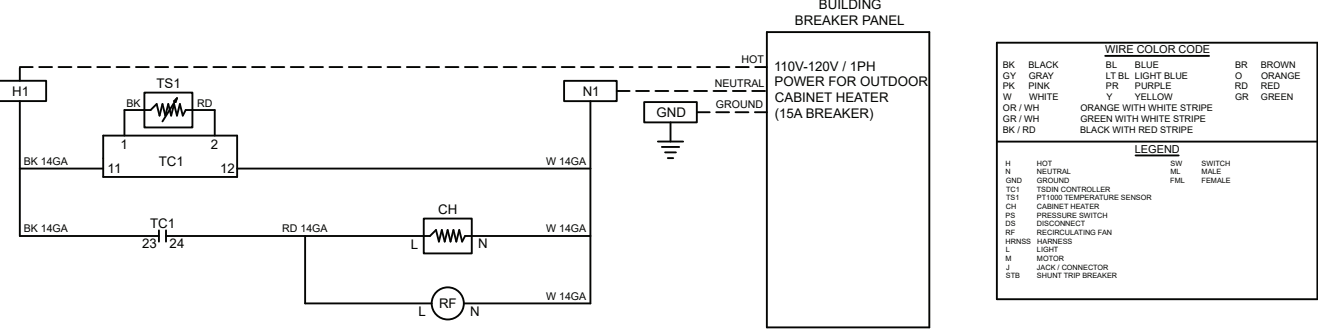 BUILDING
BREAKER PANEL
HOT
NEUTRAL
GROUND
110V-120V / 1PH
POWER FOR OUTDOOR
CABINET HEATER
(15A BREAKER)
H1
TS1
BK
RD
N1
GND
1
2
TC1
BK 14GA
11
12
W 14GA
BK 14GA
TC1
23
24
RD 14GA
CH
L
N
W 14GA
L
RF
N
W 14GA
WIRE COLOR CODE
BK BLACK BL BLUE BR BROWN
GY GRAY LT BL LIGHT BLUE O ORANGE
PK PINK PR PURPLE RD RED
W WHITE Y YELLOW GR GREEN
OR / WH ORANGE WITH WHITE STRIPE
GR / WH GREEN WITH WHITE STRIPE
BK / RD BLACK WITH RED STRIPE
LEGEND
H HOT SW SWITCH
N NEUTRAL ML MALE
GND GROUND FML FEMALE
TC1 TSDIN CONTROLLER
TS1 PT1000 TEMPERATURE SENSOR
CH CABINET HEATER
PS PRESSURE SWITCH
DS DISCONNECT
RF RECIRCULATING FAN
HRNSS HARNESS
L LIGHT
M MOTOR
J JACK / CONNECTOR
STB SHUNT TRIP BREAKER